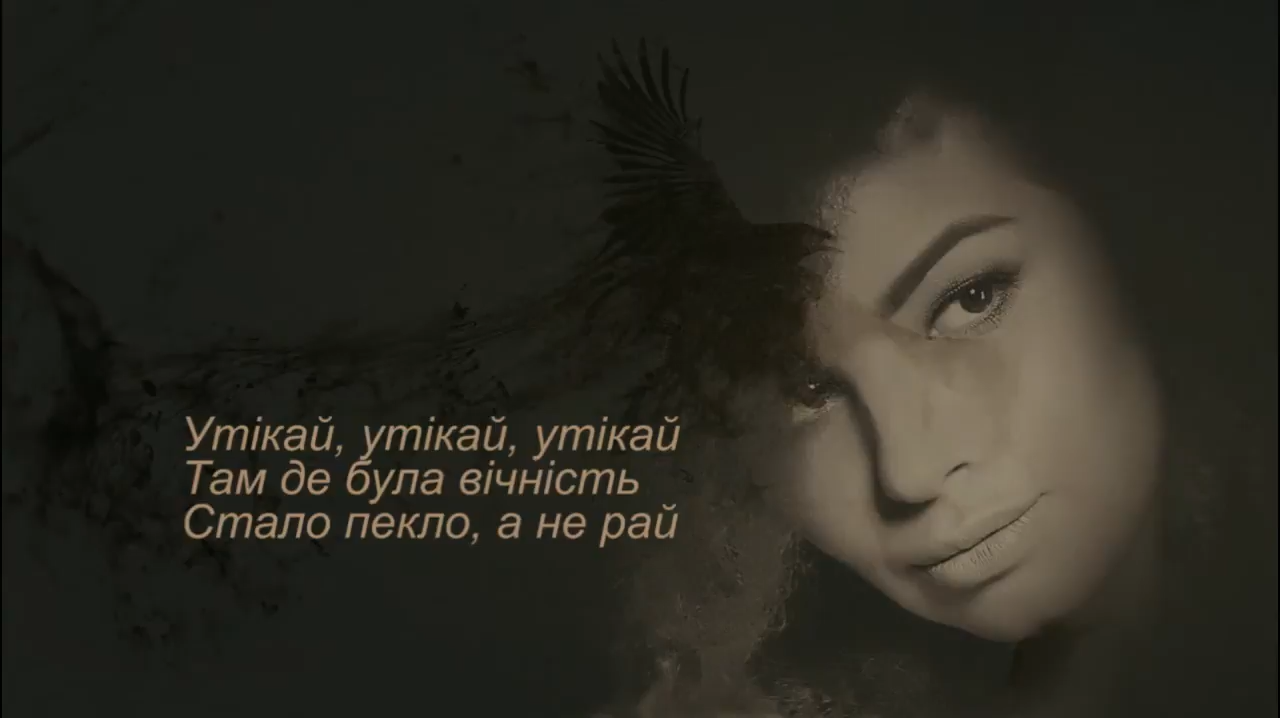 Утікай, утікай, утікай
Там де була вічність
Стало пекло, а не рай